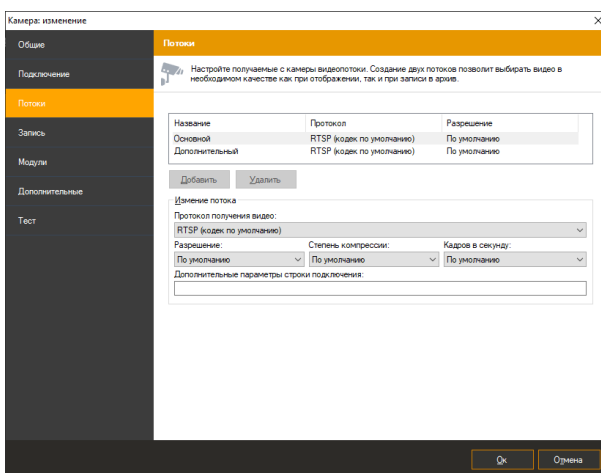 Камера: изменение
Общие
Подключение
Потоки
Запись
Модули
Дополнительные
Тест
Потоки
Настройте получаемые с камеры видеопотоки. Создание двух потоков позволит выбирать видео в
необходимом качестве как при отображении, так и при записи в архив.
Название Протокол Разрешение
Основной RTSP (кодек по умолчанию) По умолчанию
Дополнительный RTSP (кодек по умолчанию) По умолчанию
Добавить Удалить
Измение потока
Протокол получения видео:
RTSP (кодек по умолчанию)
Разрешение: Степень компрессии: Кадров в секунду:
По умолчанию По умолчанию По умолчанию
Дополнительные параметры строки подключения:
Ок Отмена